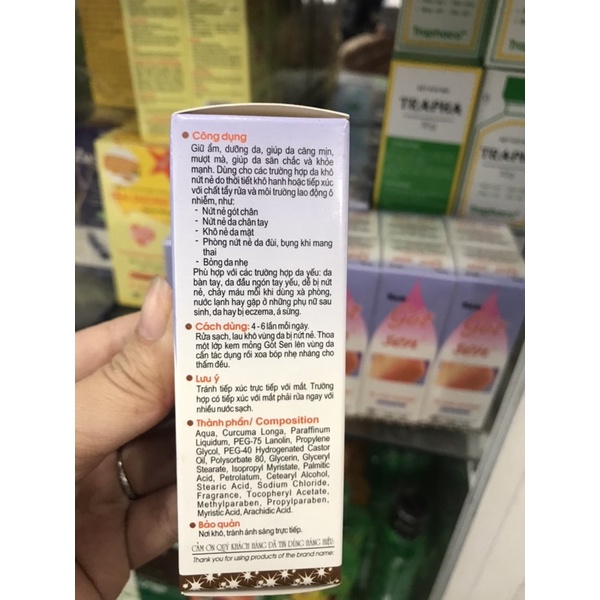 Công dụng
Giữ ẩm, dưỡng da, giúp da căng mịn,
mượt mà, giúp da săn chắc và khỏe
mạnh. Dùng cho các trường hợp da khô
nứt nẻ do thời tiết khô hanh hoặc tiếp xúc
với chất tẩy rửa và môi trường lao động ô
nhiễm, như:
- Nứt nẻ gót chân
- Nứt nẻ da chân tay
- Khô nẻ da mặt
- Phòng nứt nẻ da đùi, bụng khi mang
thai
- Bỏng da nhẹ
Phù hợp với các trường hợp da yếu: da
bàn tay, da đầu ngón tay yếu, dễ bị nứt
nẻ, chảy máu mỗi khi dùng xà phòng,
nước lạnh hay gặp ở những phụ nữ sau
sinh, da hay bị eczema, á sừng.
Cách dùng: 4-6 lần mỗi ngày.
Rửa sạch, lau khô vùng da bị nứt nẻ. Thoa
một lớp kem mỏng Gót Sen lên vùng da
cần tác dụng rồi xoa bóp nhẹ nhàng cho
thấm đều.
Lưu ý
Tránh tiếp xúc trực tiếp với mắt. Trường
hợp có tiếp xúc với mắt phải rửa ngay với
nhiều nước sạch.
Thành phần/ Composition
Aqua, Curcuma Longa, Paraffinum
Liquidum, PEG-75 Lanolin, Propylene
Glycol, PEG-40 Hydrogenated Castor
Oil, Polysorbate 80, Glycerin, Glyceryl
Stearate, Isopropyl Myristate, Palmitic
Acid, Petrolatum, Cetearyl Alcohol,
Stearic Acid, Sodium Chloride,
Fragrance, Tocopheryl Acetate,
Methylparaben, Propylparaben,
Myristic Acid, Arachidic Acid.
Bảo quản
Nơi khô, tránh ánh sáng trực tiếp.
CẢM ƠN QUÝ KHÁCH HÀNG ĐÃ TIN DÙNG HÀNG HIỆU:
Thank you for using products of the brand name:
Traphaco
TRAPHA
TRAPHA